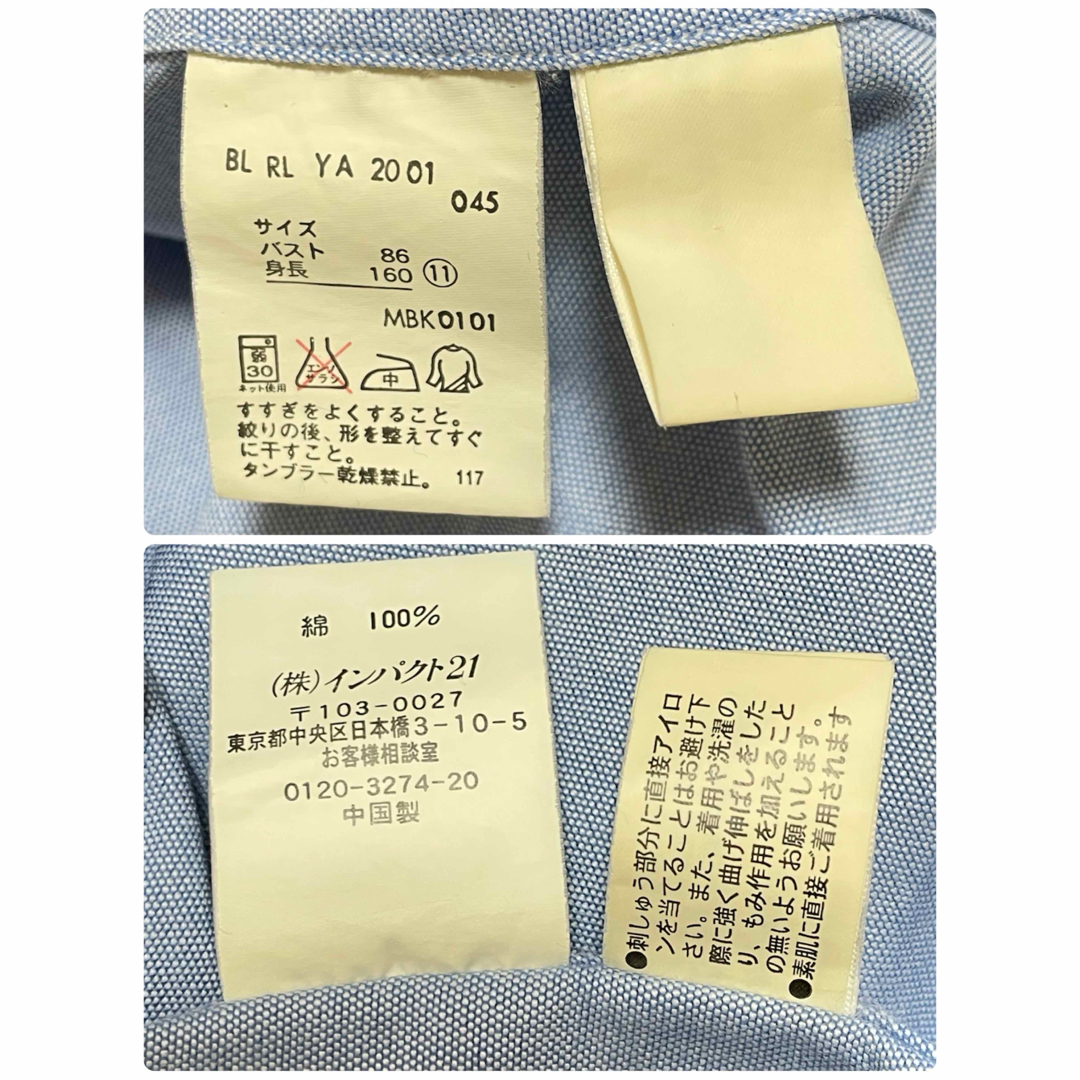 BL RL YA 2001
045
サイズ
バスト 86
身長 160 ⑪
MBK0101
弱
30
ネット使用
エンソ
サラシ
中
すすぎをよくすること。
絞りの後、形を整えてすぐ
に干すこと。
タンブラー乾燥禁止。 117
綿 100%
(株)インパクト21
〒103-0027
東京都中央区日本橋3-10-5
お客様相談室
0120-3274-20
中国製
●刺しゅう部分に直接アイロ
ンを当てることはお避け下
さい。また、着用や洗濯の
際に強く曲げ伸ばしをした
り、もみ作用を加えること
の無いようお願いします。
●素肌に直接ご着用されます